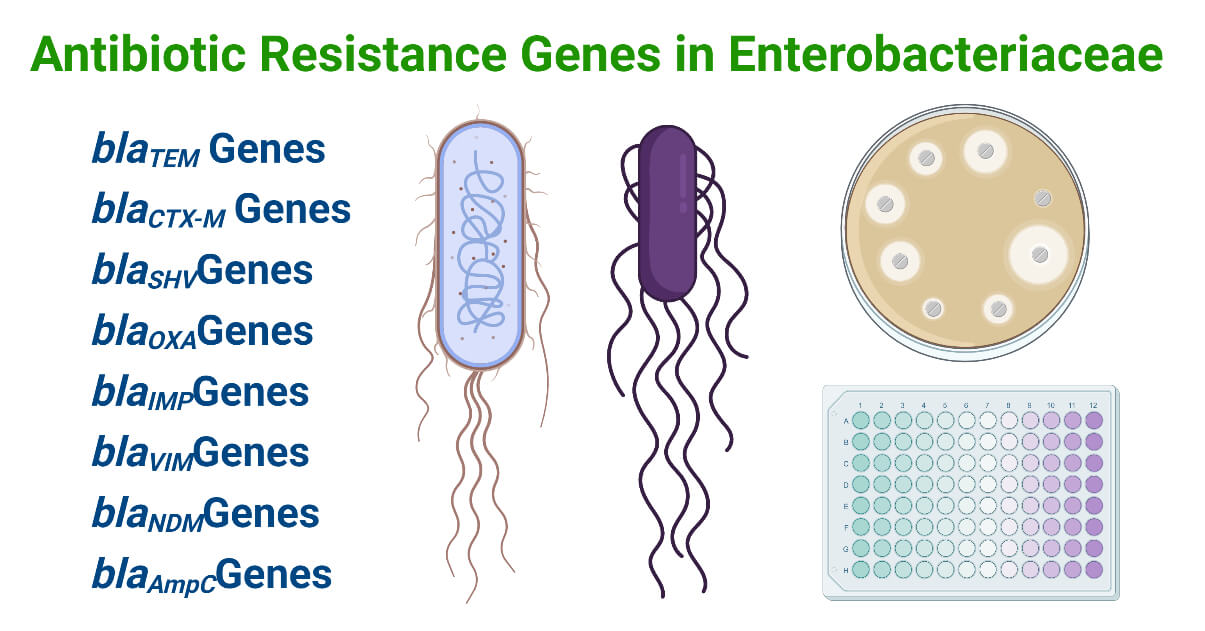 Antibiotic Resistance Genes in Enterobacteriaceae
blaTEM Genes
blaCTX-M Genes
blaSHVGenes
blaOXAGenes
blaIMPGenes
blaVIMGenes
blaNDMGenes
blaAmpCGenes
1 2 3 4 5 6 7 8 9 10 11 12
A
B
C
D
E
F
G
H